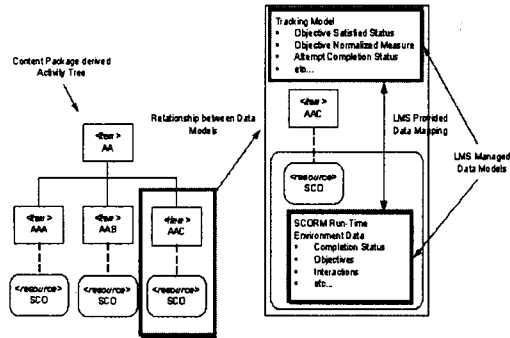 Content Package derived
Activity Tree
<Item>
AA
<Item>
AAA
<Item>
AAB
<Item>
AAC
<resource>
SCO
<resource>
SCO
<resource>
SCO
Relationship between Data
Models
Tracking Model
• Objective Satisfied Status
• Objective Normalized Measure
• Attempt Completion Status
• etc...
<Item>
AAC
<resource>
SCO
LMS Provided
Data Mapping
LMS Managed
Data Models
SCORM Run-Time
Environment Data
• Completion Status
• Objectives
• Interactions
• etc...